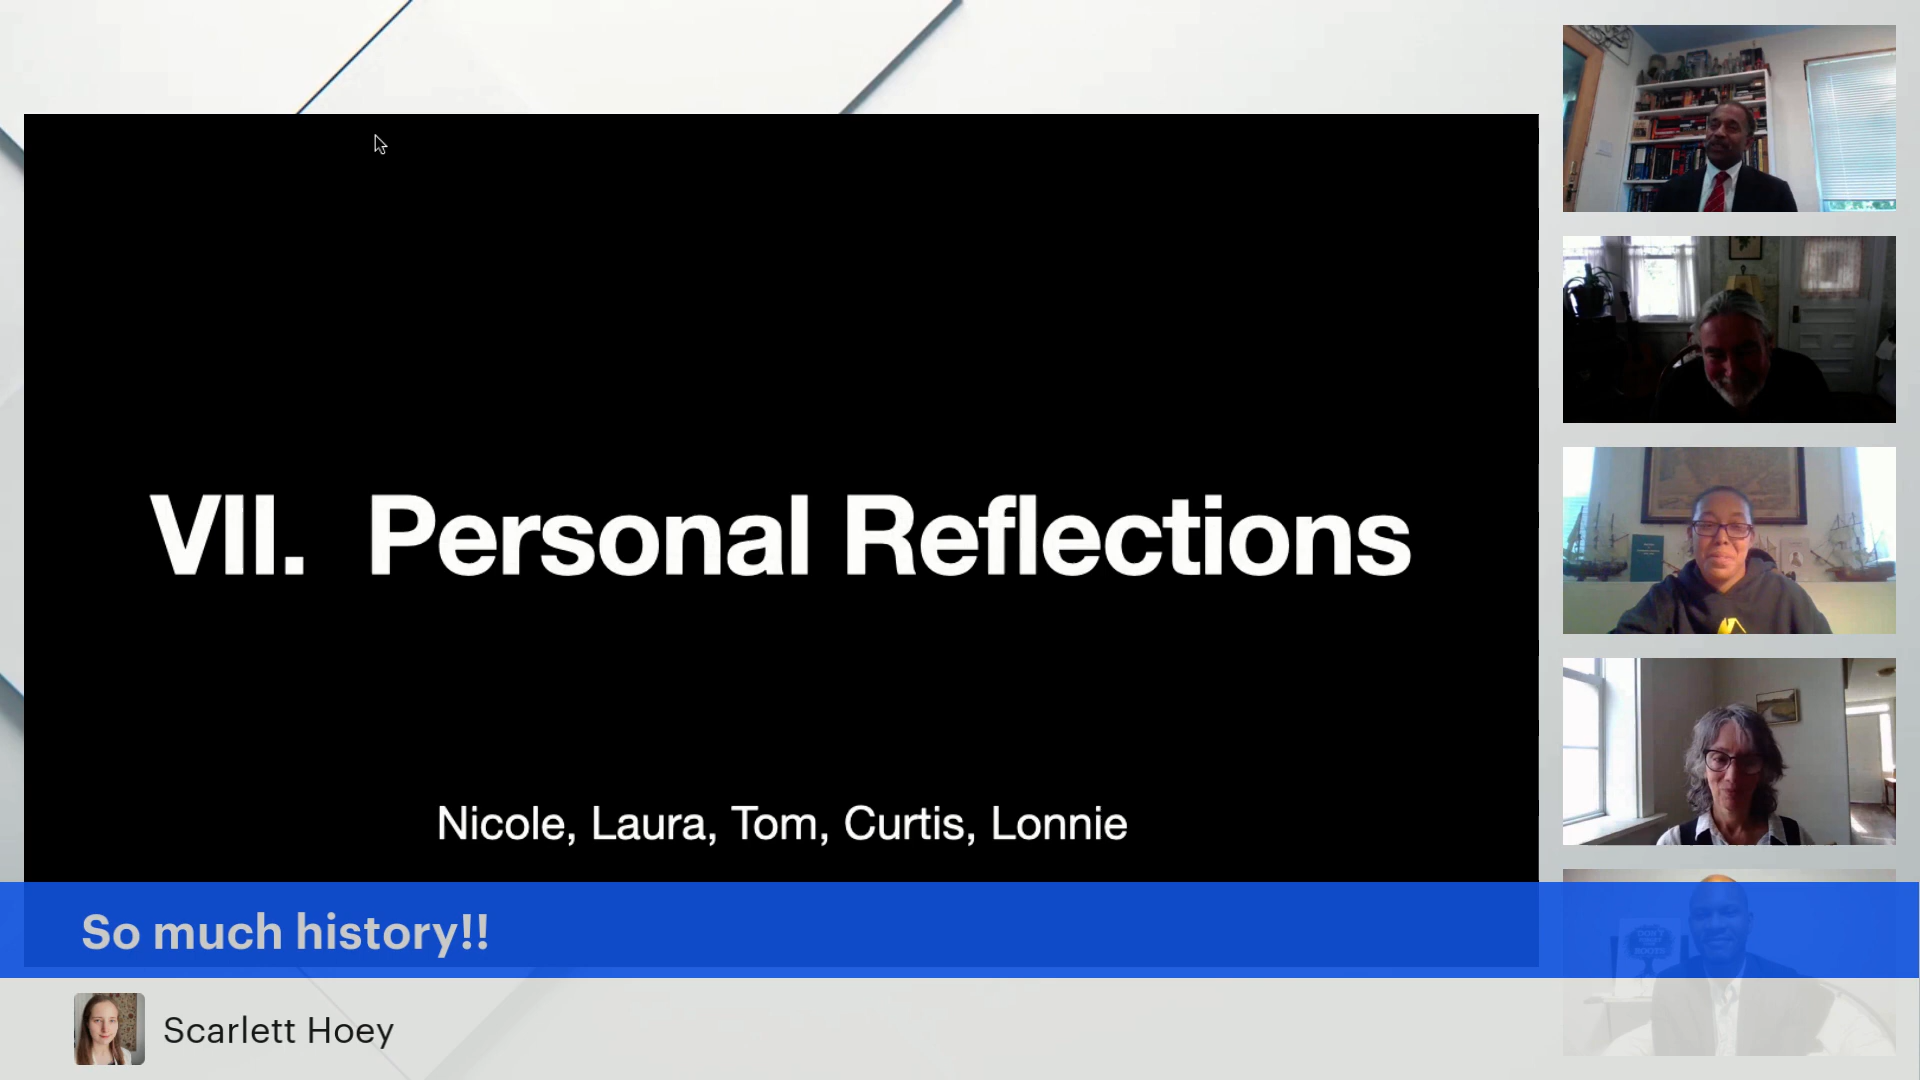 VII. Personal Reflections
Nicole, Laura, Tom, Curtis, Lonnie
So much history!!
Scarlett Hoey